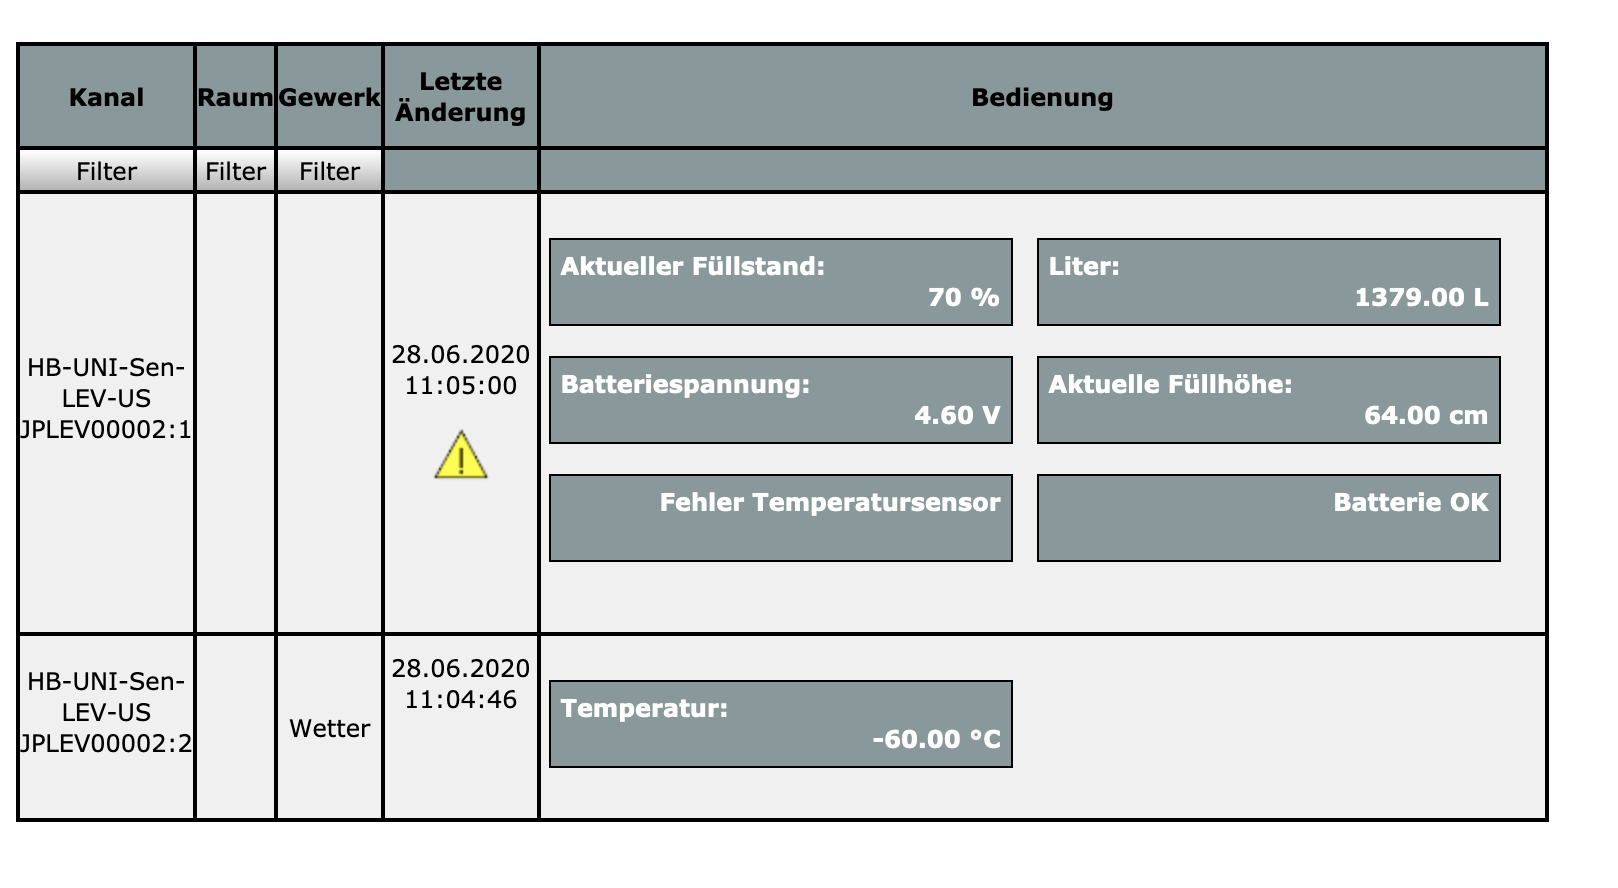 Kanal
Raum
Gewerk
Letzte
Änderung
Bedienung
Filter
Filter
Filter
HB-UNI-Sen-
LEV-US
JPLEV00002:1
28.06.2020
11:05:00
Aktueller Füllstand:
70 %
Liter:
1379.00 L
Batteriespannung:
4.60 V
Aktuelle Füllhöhe:
64.00 cm
Fehler Temperatursensor
Batterie OK
HB-UNI-Sen-
LEV-US
JPLEV00002:2
Wetter
28.06.2020
11:04:46
Temperatur:
-60.00 °C